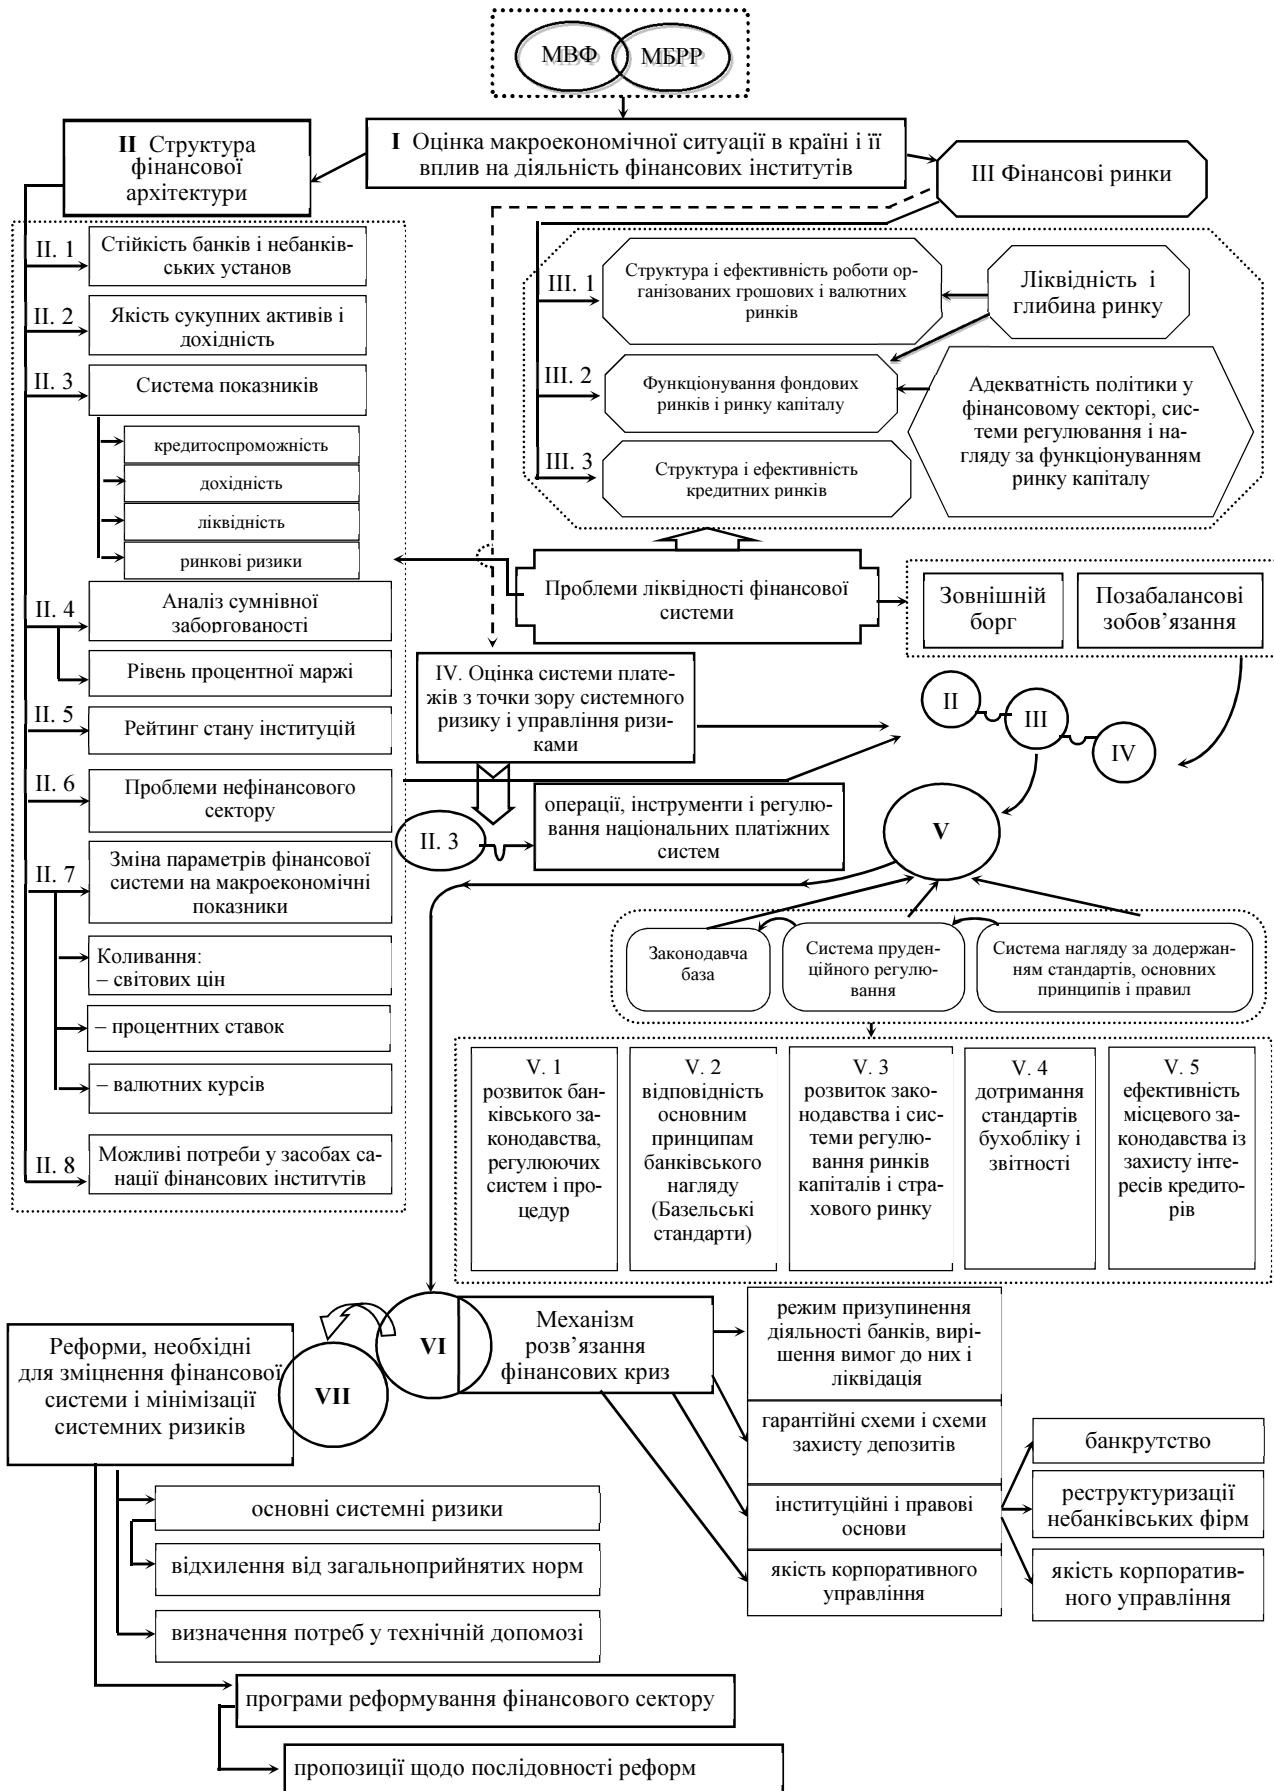 МВФ
МБРР
I Оцінка макроекономічної ситуації в країні і її
вплив на діяльність фінансових інститутів
II Структура
фінансової
архітектури
III Фінансові ринки
II. 1
Стійкість банків і небанків-
ських установ
II. 2
Якість сукупних активів і
дохідність
II. 3
Система показників
кредитоспроможність
дохідність
ліквідність
ринкові ризики
II. 4
Аналіз сумнівної
заборгованості
Рівень процентної маржі
II. 5
Рейтинг стану інституцій
II. 6
Проблеми нефінансового
сектору
II. 7
Зміна параметрів фінансової
системи на макроекономічні
показники
Коливання:
– світових цін
– процентних ставок
– валютних курсів
II. 8
Можливі потреби у засобах са-
нації фінансових інститутів
III. 1
Структура і ефективність роботи ор-
ганізованих грошових і валютних
ринків
Ліквідність і
глибина ринку
III. 2
Функціонування фондових
ринків і ринку капіталу
Адекватність політики у
фінансовому секторі, сис-
теми регулювання і на-
гляду за функціонуванням
ринку капіталу
III. 3
Структура і ефективність
кредитних ринків
Проблеми ліквідності фінансової
системи
Зовнішній
борг
Позабалансові
зобов’язання
IV. Оцінка системи плате-
жів з точки зору системного
ризику і управління ризи-
ками
II
III
IV
II. 3
операції, інструменти і регулю-
вання національних платіжних
систем
V
Законодавча
база
Система пруден-
ційного регулю-
вання
Система нагляду за додержан-
ням стандартів, основних
принципів і правил
V. 1
розвиток бан-
ківського за-
конодавства,
регулюючих
систем і про-
цедур
V. 2
відповідність
основним
принципам
банківського
нагляду
(Базельські
стандарти)
V. 3
розвиток зако-
нодавства і сис-
теми регулю-
вання ринків
капіталів і стра-
хового ринку
V. 4
дотримання
стандартів
бухобліку і
звітності
V. 5
ефективність
місцевого за-
конодавства із
захисту інте-
ресів кредито-
рів
VI
Механізм
розв’язання
фінансових криз
режим призупинення
діяльності банків, вирі-
шення вимог до них і
ліквідація
гарантійні схеми і схеми
захисту депозитів
інституційні і правові
основи
якість корпоративного
управління
банкрутство
реструктуризації
небанківських фірм
якість корпоратив-
ного управління
VII
Реформи, необхідні
для зміцнення фінансової
системи і мінімізації
системних ризиків
основні системні ризики
відхилення від загальноприйнятих норм
визначення потреб у технічній допомозі
програми реформування фінансового сектору
пропозиції щодо послідовності реформ